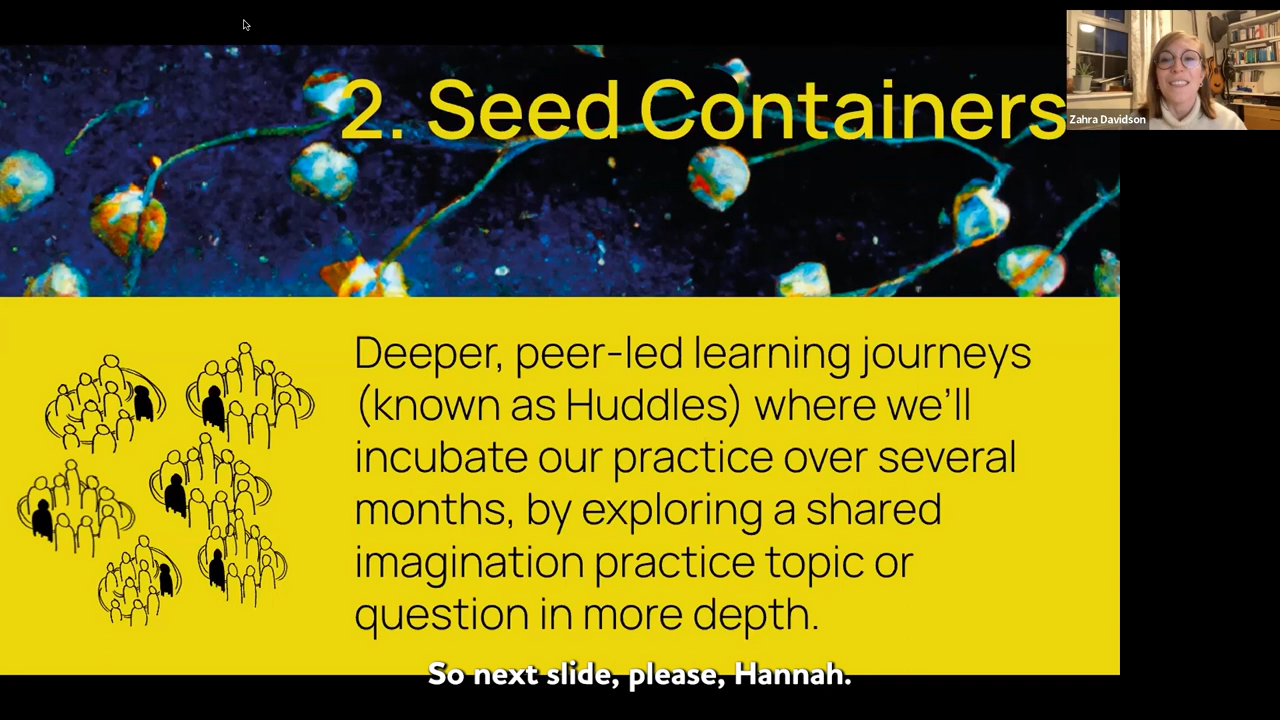 2. Seed Containers
Zahra Davidson
Deeper, peer-led learning journeys
(known as Huddles) where we'll
incubate our practice over several
months, by exploring a shared
imagination practice topic or
question in more depth.
So next slide, please, Hannah.